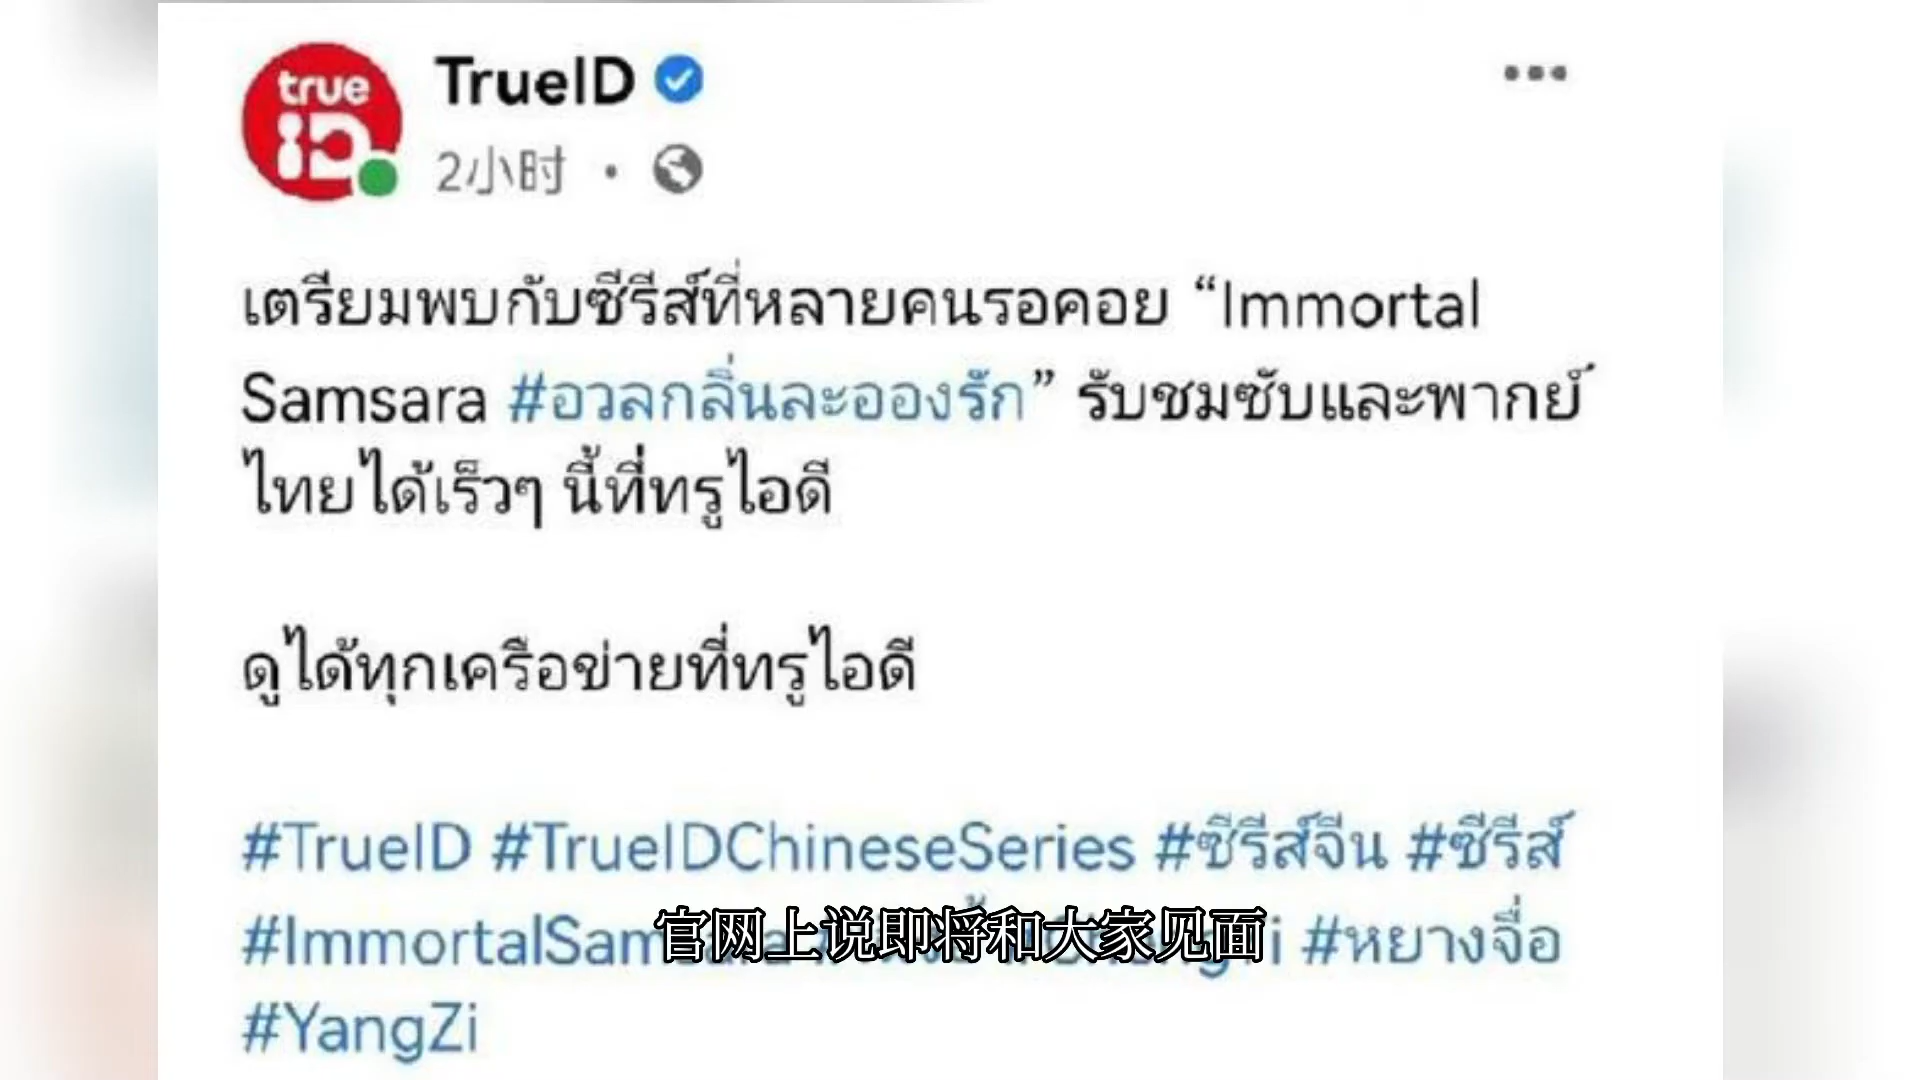 true
iD
TrueID
2小时
เตรียมพบกับซีรีส์ที่หลายคนรอคอย “Immortal
Samsara #อวลกลิ่นละอองรัก” รับชมซับและพากย์
ไทยได้เร็วๆ นี้ที่ทรูไอดี
ดูได้ทุกเครือข่ายที่ทรูไอดี
#TrueID #TrueIDChineseSeries #ซีรีส์จีน #ซีรีส์
#ImmortalSamsara #หยางจื่อ
官网上说即将和大家见面
#YangZi